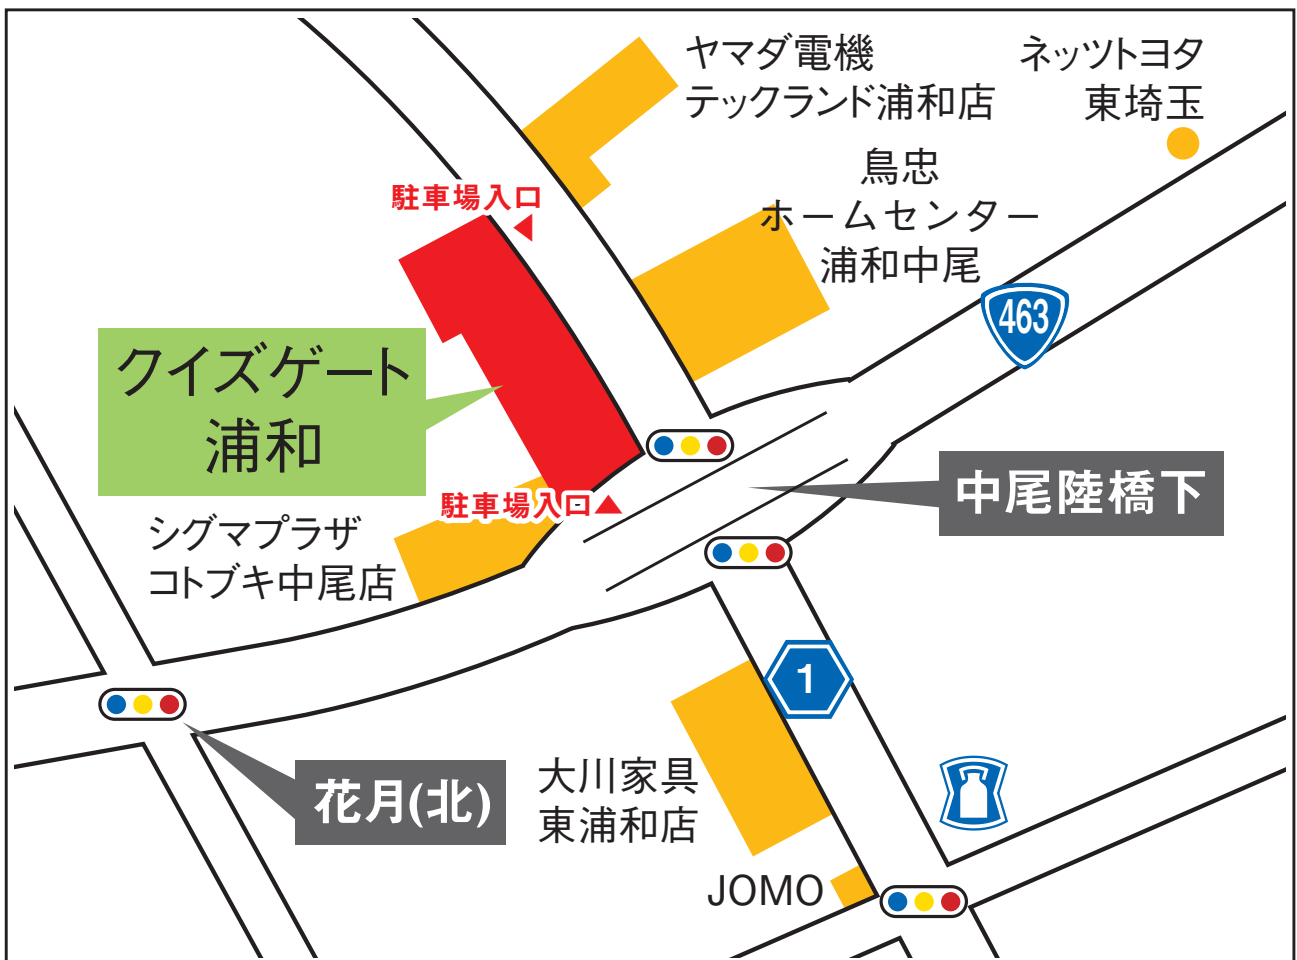 ヤマダ電機
テックランド浦和店
ネッツトヨタ
東埼玉
鳥忠
ホームセンター
浦和中尾
駐車場入口
463
クイズゲート
浦和
中尾陸橋下
駐車場入口
シグマプラザ
コトブキ中尾店
1
花月(北)
大川家具
東浦和店
JOMO